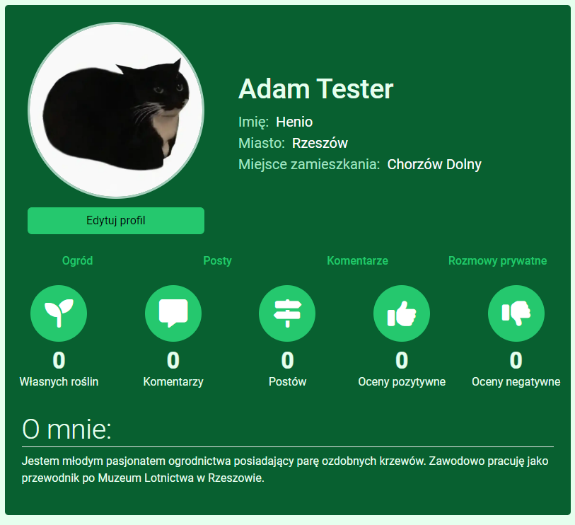 Adam Tester
Imię: Henio
Miasto: Rzeszów
Miejsce zamieszkania: Chorzów Dolny
Edytuj profil
Ogród Posty Komentarze Rozmowy prywatne
0 0 0 0 0
Własnych roślin Komentarzy Postów Oceny pozytywne Oceny negatywne
O mnie:
Jestem młodym pasjonatem ogrodnictwa posiadający parę ozdobnych krzewów. Zawodowo pracuję jako
przewodnik po Muzeum Lotnictwa w Rzeszowie.